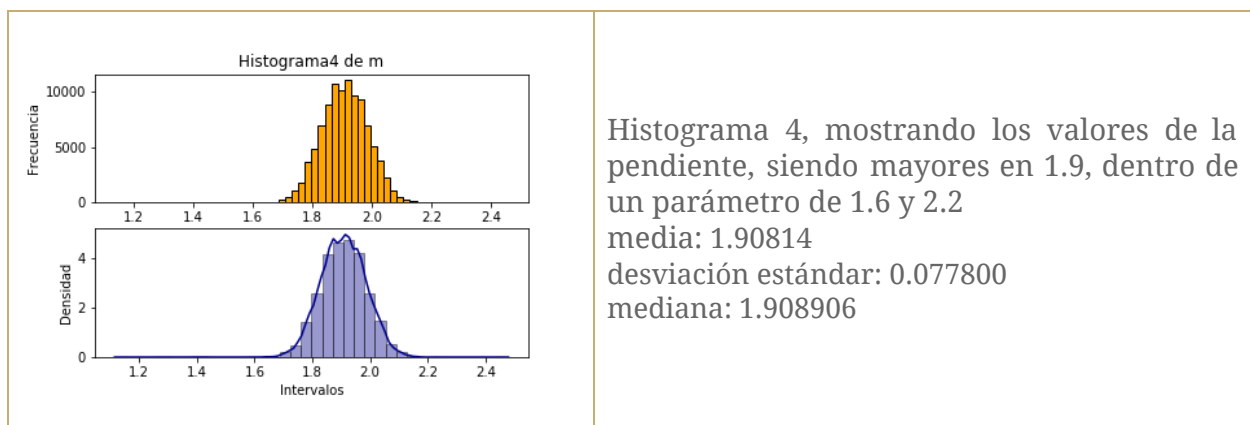 Histograma4 de m
Frecuencia
10000
5000
0
1.2 1.4 1.6 1.8 2.0 2.2 2.4
Densidad
4
2
0
1.2 1.4 1.6 1.8 2.0 2.2 2.4
Intervalos
Histograma 4, mostrando los valores de la
pendiente, siendo mayores en 1.9, dentro de
un parámetro de 1.6 y 2.2
media: 1.90814
desviación estándar: 0.077800
mediana: 1.908906